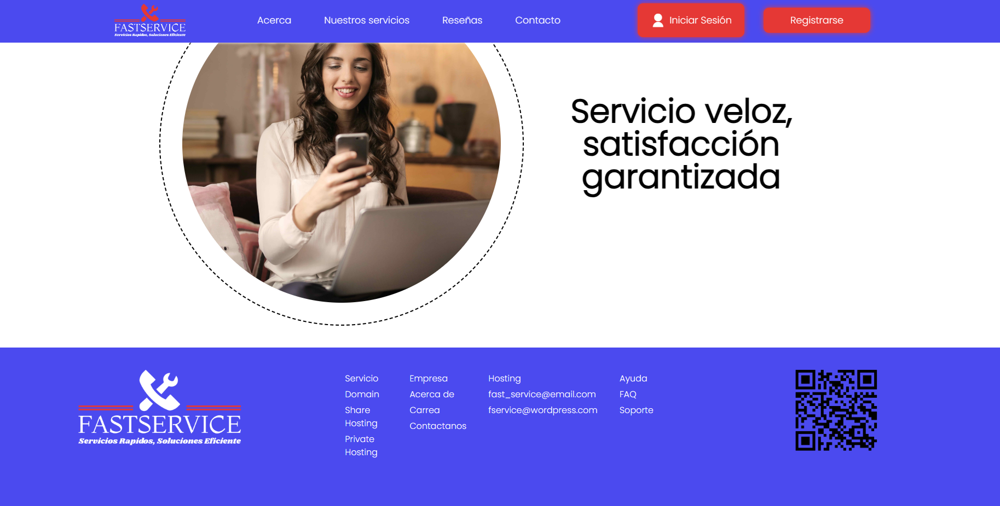 FASTSERVICE
Servicios Rapidos, Soluciones Eficiente
Acerca
Nuestros servicios
Reseñas
Contacto
Iniciar Sesión
Registrarse
Servicio veloz,
satisfacción
garantizada
FASTSERVICE
Servicios Rapidos, Soluciones Eficiente
Servicio
Domain
Share
Hosting
Private
Hosting
Empresa
Acerca de
Carrea
Contactanos
Hosting
fast_service@email.com
fservice@wordpress.com
Ayuda
FAQ
Soporte